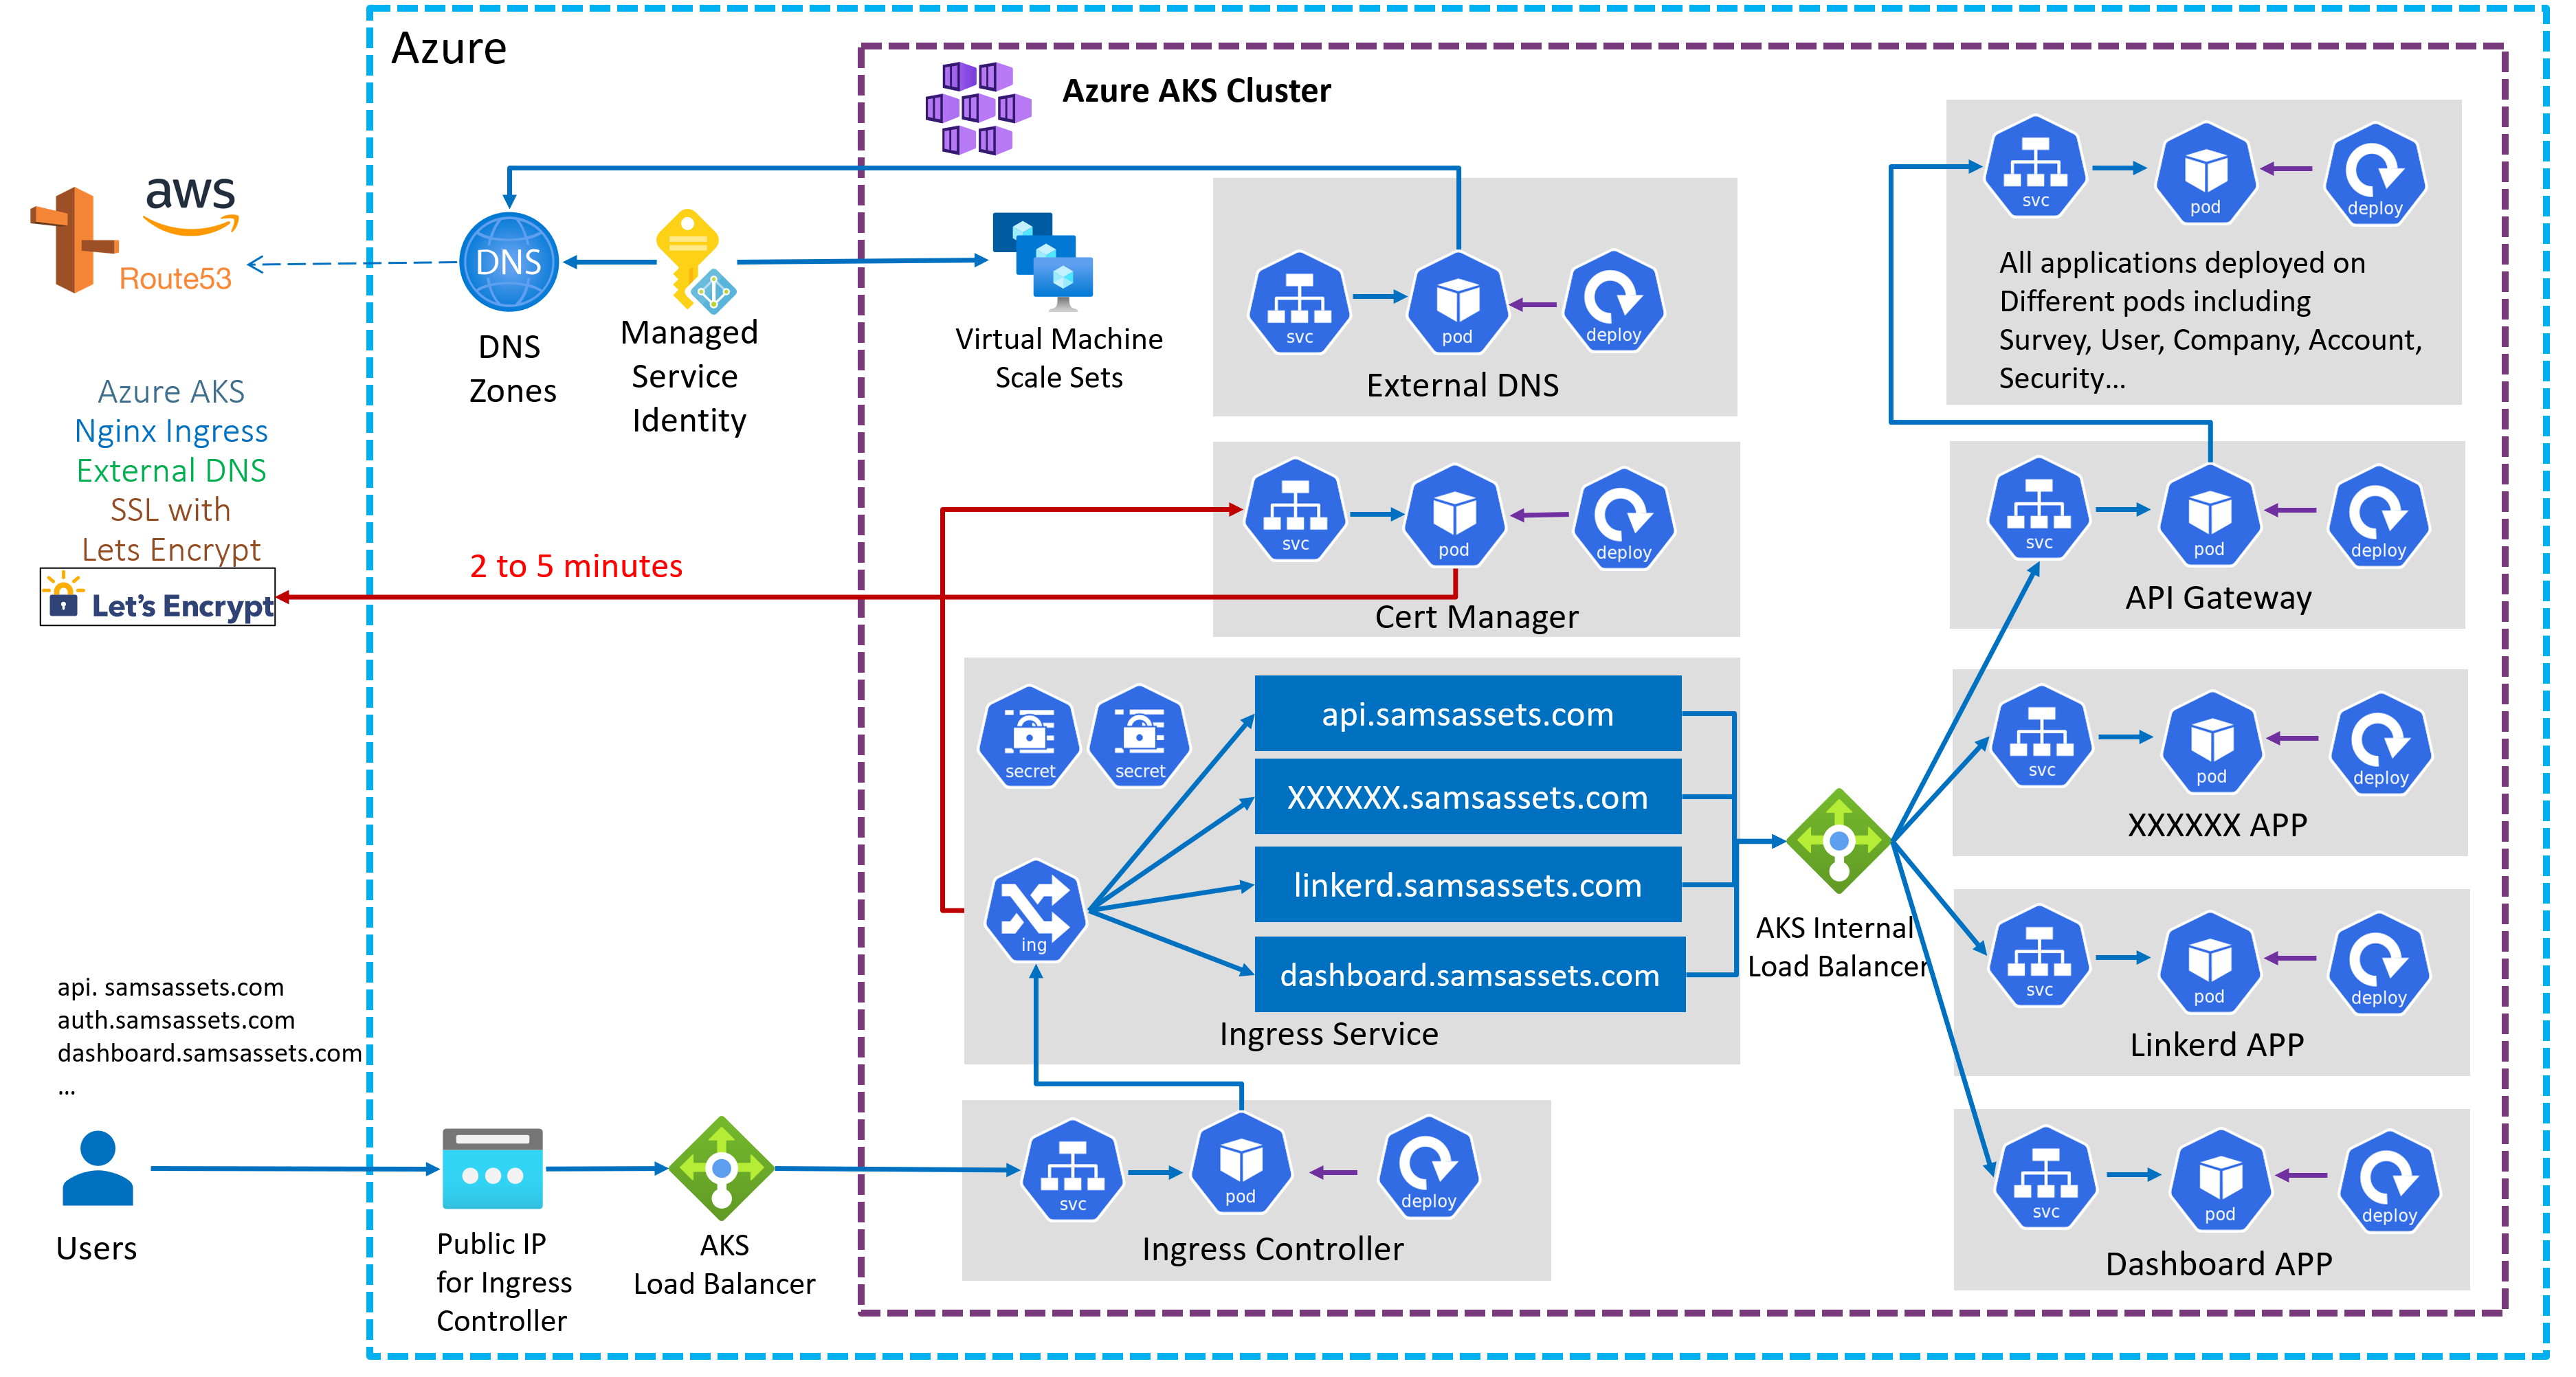 Azure
Azure AKS Cluster
aws
Route53
DNS
DNS
Zones
Managed
Service
Identity
Virtual Machine
Scale Sets
svc
pod
deploy
External DNS
svc
pod
deploy
All applications deployed on
Different pods including
Survey, User, Company, Account,
Security...
Azure AKS
Nginx Ingress
External DNS
SSL with
Lets Encrypt
Let's Encrypt
2 to 5 minutes
svc
pod
deploy
Cert Manager
svc
pod
deploy
API Gateway
secret
secret
ing
api.samsassets.com
XXXXXX.samsassets.com
linkerd.samsassets.com
dashboard.samsassets.com
Ingress Service
AKS Internal
Load Balancer
svc
pod
deploy
XXXXXX APP
svc
pod
deploy
Linkerd APP
svc
pod
deploy
Dashboard APP
api. samsassets.com
auth.samsassets.com
dashboard.samsassets.com
...
Users
Public IP
for Ingress
Controller
AKS
Load Balancer
svc
pod
deploy
Ingress Controller